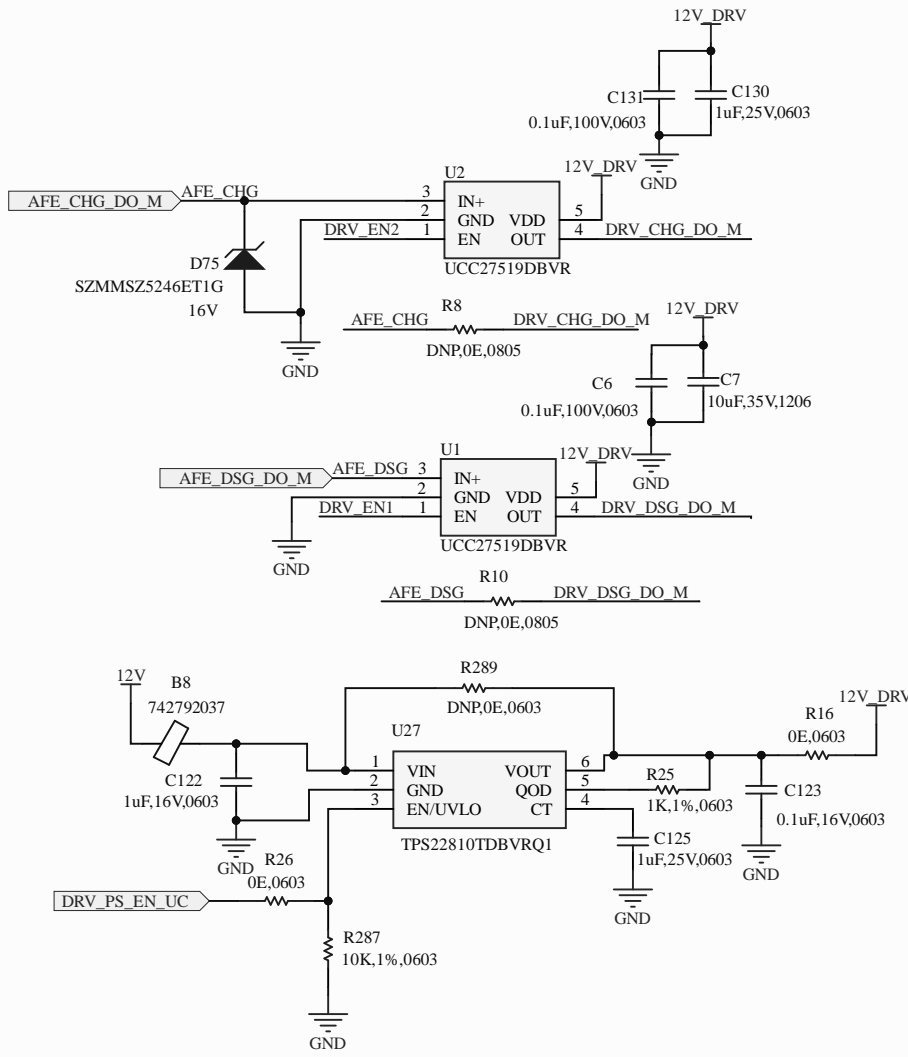 12V_DRV
C131
0.1uF,100V,0603
C130
1uF,25V,0603
GND
AFE_CHG_DO_M
AFE_CHG
DRV_EN2
3
2
1
U2
IN+
GND
EN
VDD
OUT
UCC27519DBVR
5
4
12V_DRV
DRV_CHG_DO_M
D75
SZMMSZ5246ET1G
16V
GND
R8
AFE_CHG
DRV_CHG_DO_M
DNP,0E,0805
12V_DRV
C6
0.1uF,100V,0603
C7
10uF,35V,1206
GND
AFE_DSG_DO_M
AFE_DSG
DRV_EN1
3
2
1
U1
IN+
GND
EN
VDD
OUT
UCC27519DBVR
5
4
12V_DRV
DRV_DSG_DO_M
GND
R10
AFE_DSG
DRV_DSG_DO_M
DNP,0E,0805
12V
B8
742792037
C122
1uF,16V,0603
GND
R289
DNP,0E,0603
U27
1
2
3
VIN
GND
EN/UVLO
VOUT
QOD
CT
6
5
4
TPS22810TDBVRQ1
R25
1K,1%,0603
C125
1uF,25V,0603
GND
R16
0E,0603
12V_DRV
C123
0.1uF,16V,0603
GND
R26
0E,0603
DRV_PS_EN_UC
R287
10K,1%,0603
GND